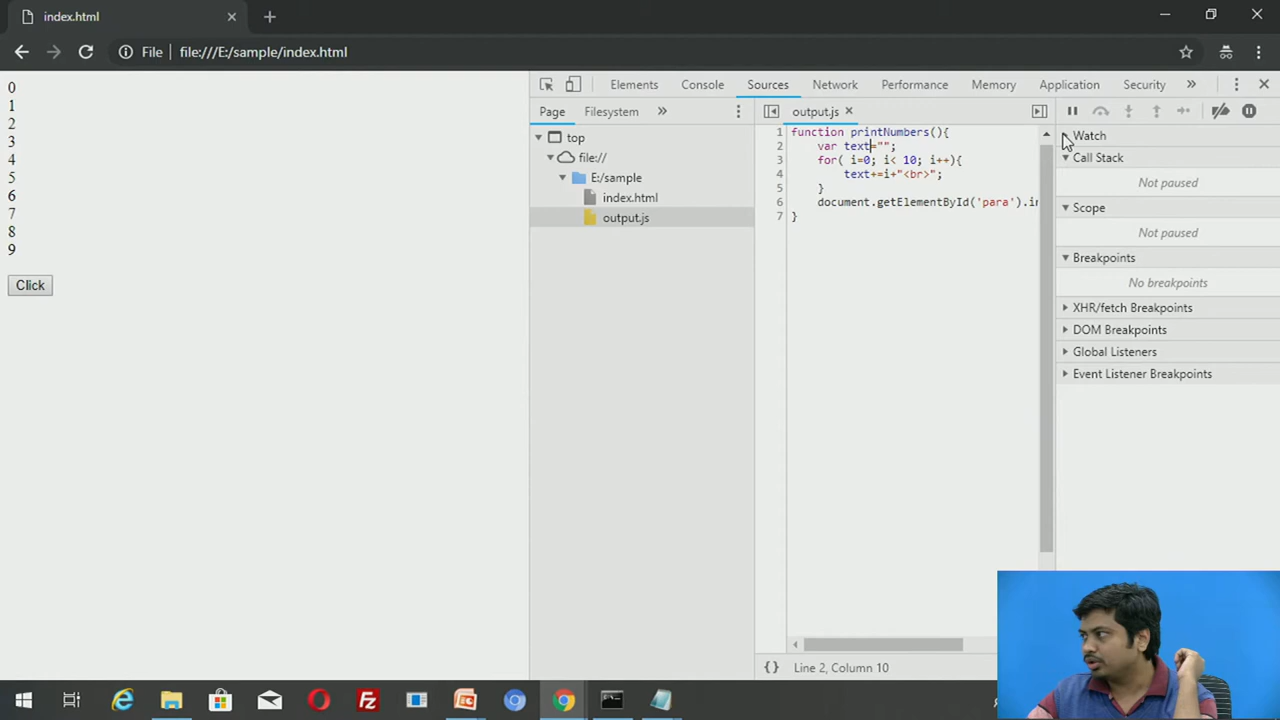 index.html
File file:///E:/sample/index.html
0
1
2
3
4
5
6
7
8
9
Click
Elements Console Sources Network Performance Memory Application Security »
Page Filesystem »
top
file://
E:/sample
index.html
output.js
output.js
1 function printNumbers(){
2 var text="";
3 for( i=0; i< 10; i++){
4 text+=i+"<br>";
5 }
6 document.getElementById('para').in
7 }
{} Line 2, Column 10
Watch
Call Stack
Not paused
Scope
Not paused
Breakpoints
No breakpoints
XHR/fetch Breakpoints
DOM Breakpoints
Global Listeners
Event Listener Breakpoints